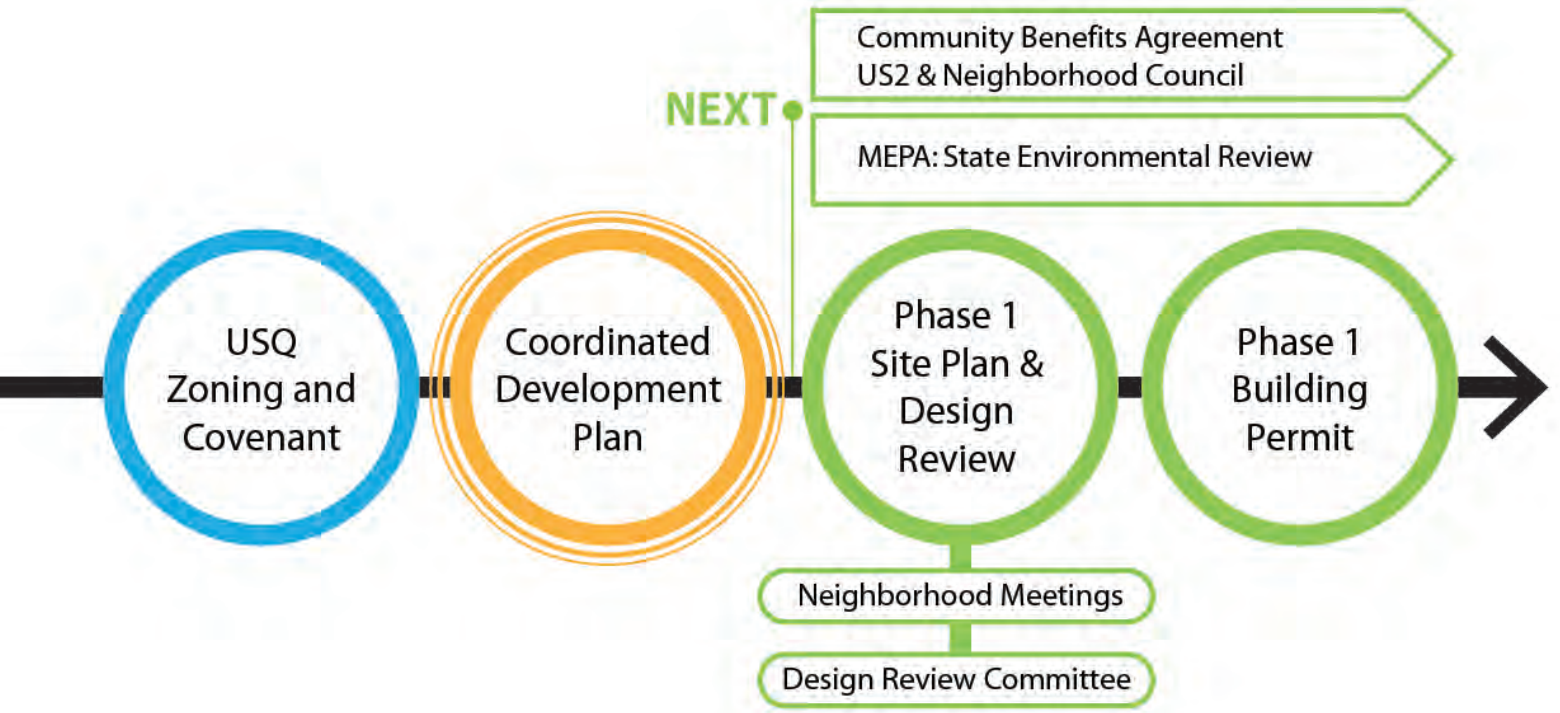 Community Benefits Agreement
US2 & Neighborhood Council
NEXT
MEPA: State Environmental Review
USQ
Zoning and
Covenant
Coordinated
Development
Plan
Phase 1
Site Plan &
Design
Review
Phase 1
Building
Permit
Neighborhood Meetings
Design Review Committee